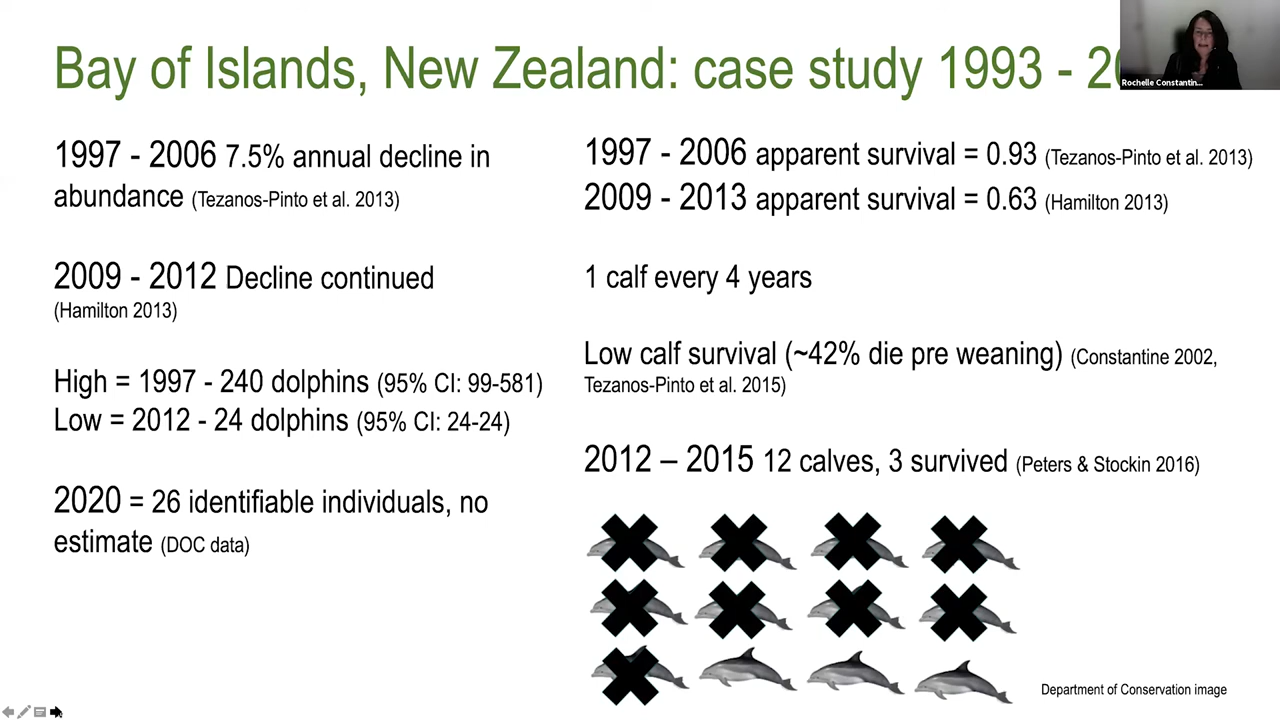 Bay of Islands, New Zealand: case study 1993 - 20
Rochelle Constantin...
1997 - 2006 7.5% annual decline in
abundance (Tezanos-Pinto et al. 2013)
2009 - 2012 Decline continued
(Hamilton 2013)
High = 1997 - 240 dolphins (95% CI: 99-581)
Low = 2012 - 24 dolphins (95% CI: 24-24)
2020 = 26 identifiable individuals, no
estimate (DOC data)
1997 - 2006 apparent survival = 0.93 (Tezanos-Pinto et al. 2013)
2009 - 2013 apparent survival = 0.63 (Hamilton 2013)
1 calf every 4 years
Low calf survival (~42% die pre weaning) (Constantine 2002,
Tezanos-Pinto et al. 2015)
2012 – 2015 12 calves, 3 survived (Peters & Stockin 2016)
Department of Conservation image